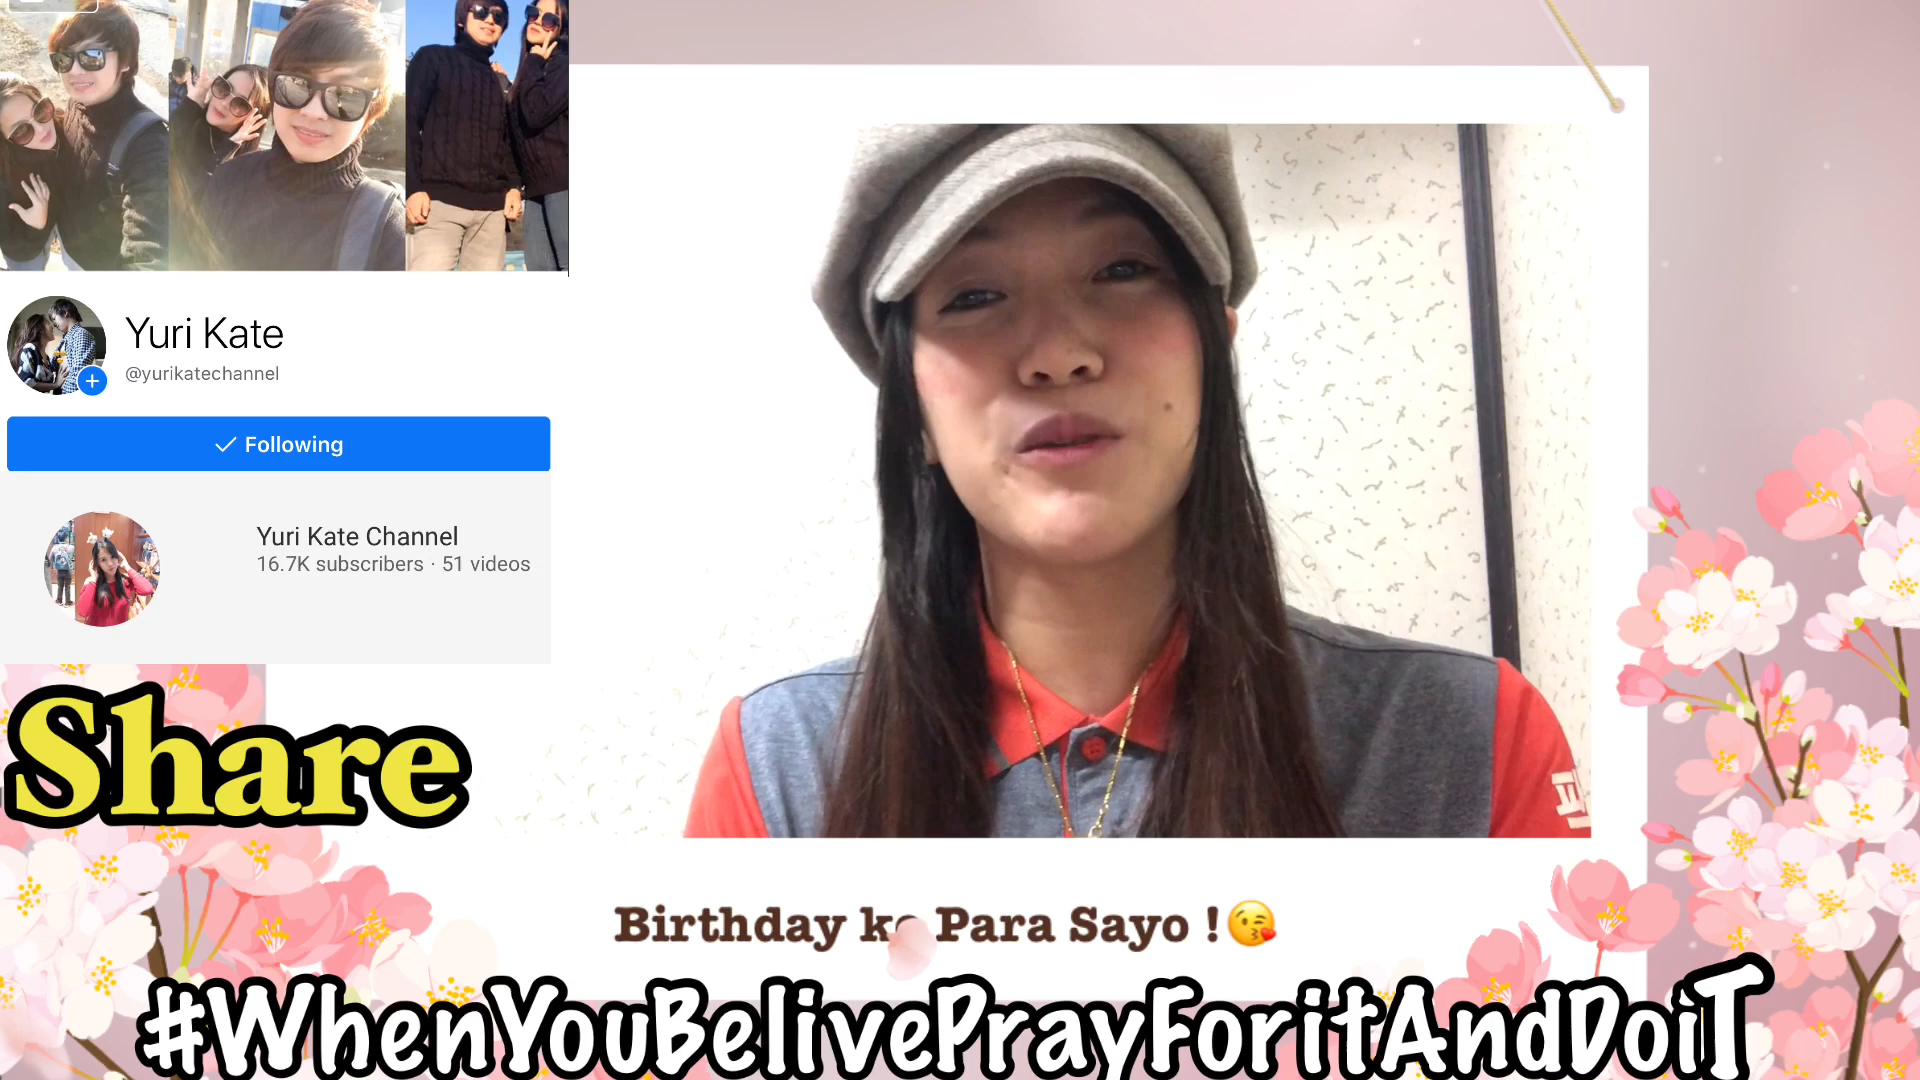 Yuri Kate
@yurikatechannel
Following
Yuri Kate Channel
16.7K subscribers · 51 videos
Share
Birthday Para Sayo !😘
#WhenYouBelivePrayForitAndDoiT